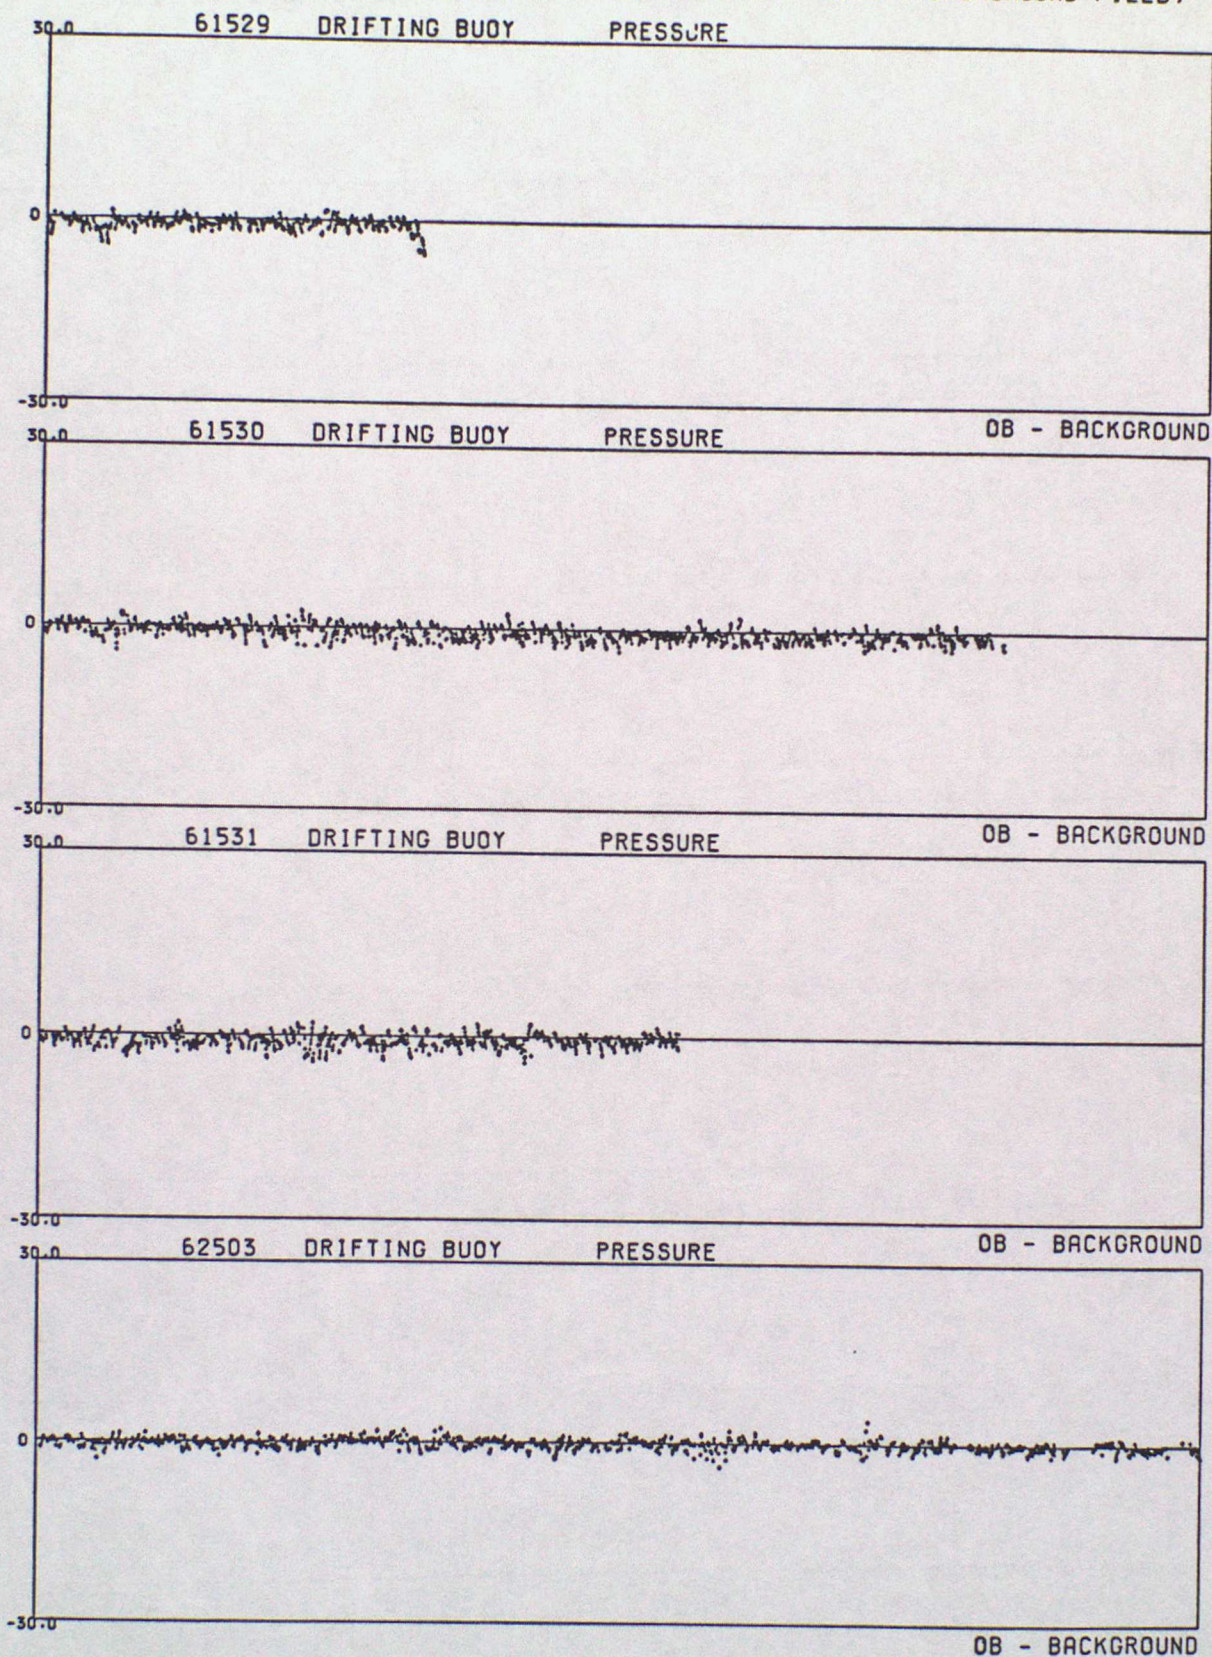 30.0 61529 DRIFTING BUOY PRESSURE
0
-30.0
OB - BACKGROUND
30.0 61530 DRIFTING BUOY PRESSURE
0
-30.0
OB - BACKGROUND
30.0 61531 DRIFTING BUOY PRESSURE
0
-30.0
OB - BACKGROUND
30.0 62503 DRIFTING BUOY PRESSURE
0
-30.0
OB - BACKGROUND